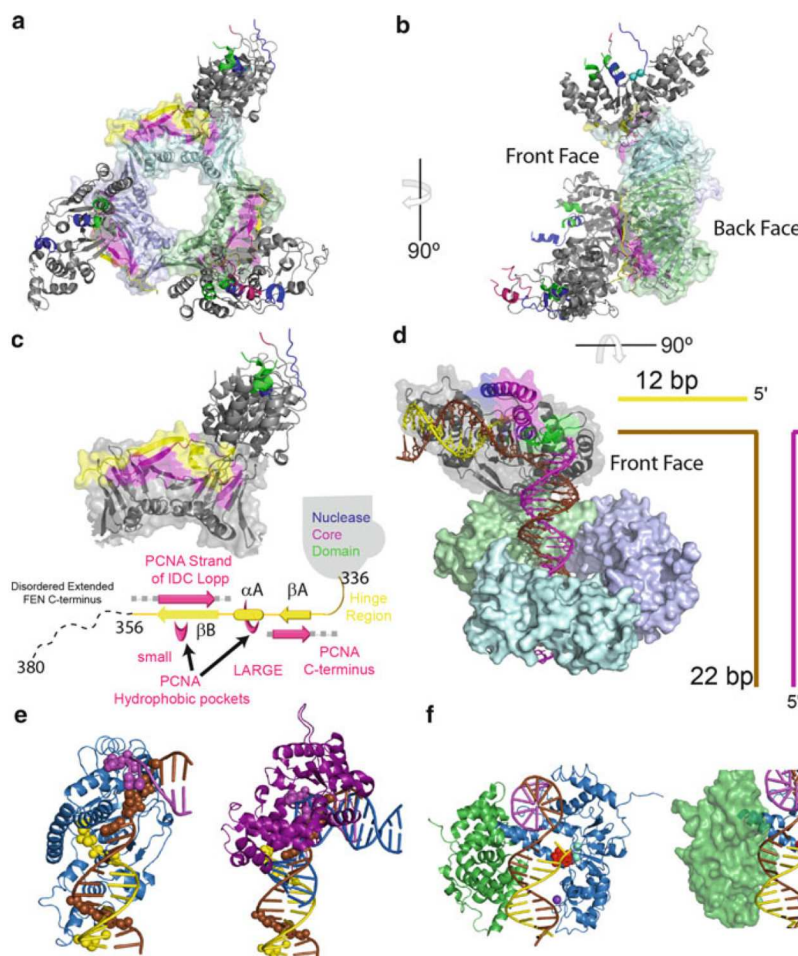 a
b
Front Face
Back Face
90º
c
d
90º
12 bp
5'
Front Face
Nuclease
Core
Domain
PCNA Strand
of IDC Lopp
αA
βA
336
Disordered Extended
FEN C-terminus
Hinge
Region
356
βB
380
small
LARGE
PCNA
C-terminus
PCNA
Hydrophobic pockets
22 bp
5'
e
f